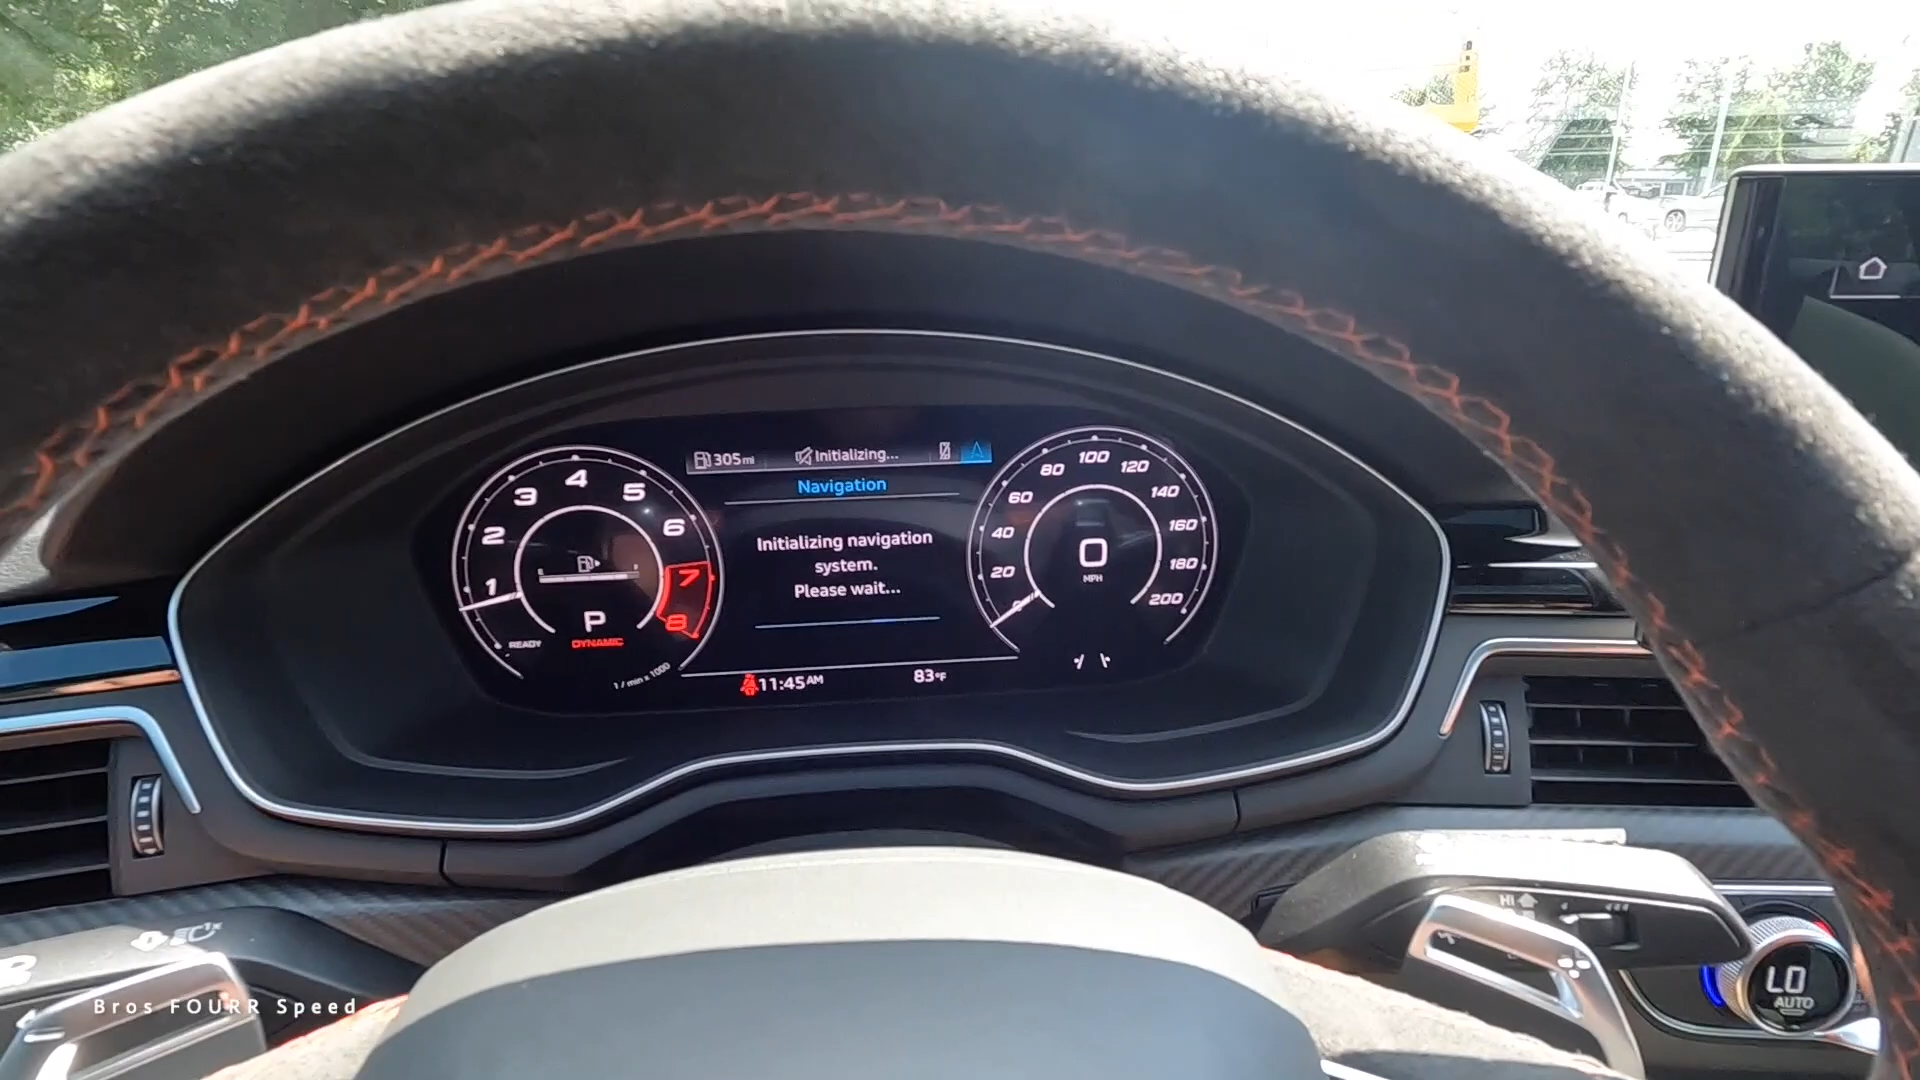 305mi
Initializing...
Navigation
Initializing navigation
system.
Please wait...
1
2
3
4
5
6
7
8
READY
P
DYNAMIC
1 / min x 1000
0
20
40
60
80
100
120
140
160
180
200
0
MPH
11:45AM
83°F
HI
LO
AUTO
Bros FOURR Speed